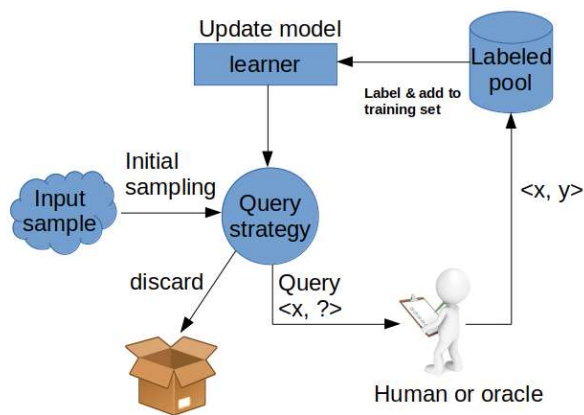 Update model
learner
Labeled
pool
Label & add to
training set
Initial
sampling
Input
sample
Query
strategy
<x, y>
discard
Query
<x, ?>
Human or oracle